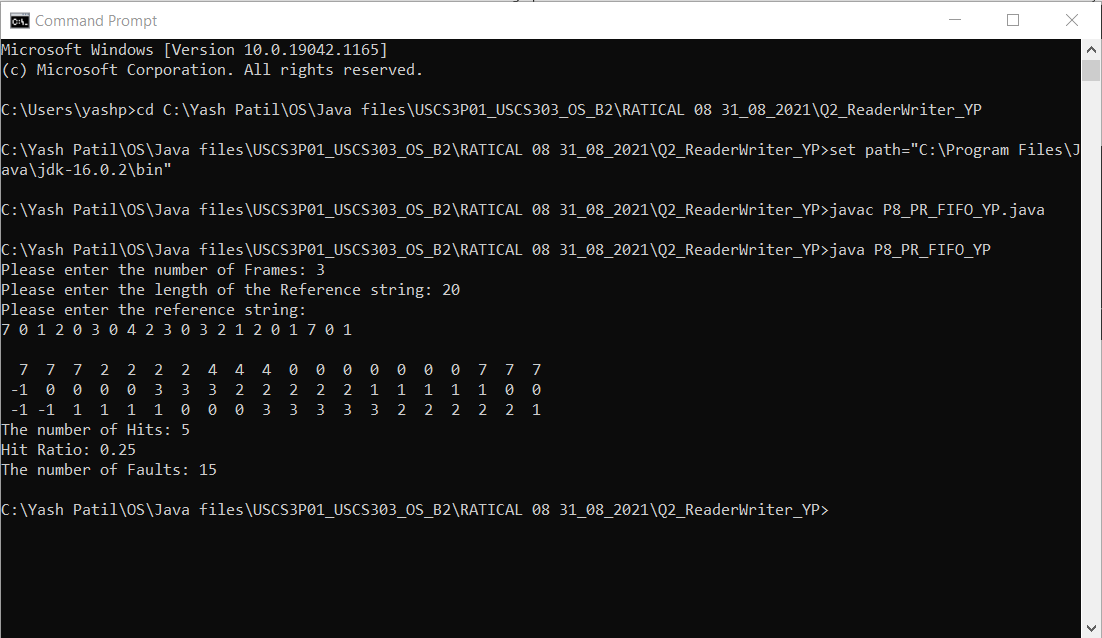 Command Prompt
Microsoft Windows [Version 10.0.19042.1165]
(c) Microsoft Corporation. All rights reserved.
C:\Users\yashp>cd C:\Yash Patil\OS\Java files\USCS3P01_USCS303_OS_B2\RATICAL 08 31_08_2021\Q2_ReaderWriter_YP
C:\Yash Patil\OS\Java files\USCS3P01_USCS303_OS_B2\RATICAL 08 31_08_2021\Q2_ReaderWriter_YP>set path="C:\Program Files\J
ava\jdk-16.0.2\bin"
C:\Yash Patil\OS\Java files\USCS3P01_USCS303_OS_B2\RATICAL 08 31_08_2021\Q2_ReaderWriter_YP>javac P8_PR_FIFO_YP.java
C:\Yash Patil\OS\Java files\USCS3P01_USCS303_OS_B2\RATICAL 08 31_08_2021\Q2_ReaderWriter_YP>java P8_PR_FIFO_YP
Please enter the number of Frames: 3
Please enter the length of the Reference string: 20
Please enter the reference string:
7 0 1 2 0 3 0 4 2 3 0 3 2 1 2 0 1 7 0 1
7 7 7 2 2 2 2 4 4 4 0 0 0 0 0 0 0 7 7 7
-1 0 0 0 0 3 3 3 2 2 2 2 2 1 1 1 1 1 0 0
-1 -1 1 1 1 1 0 0 0 3 3 3 3 3 2 2 2 2 2 1
The number of Hits: 5
Hit Ratio: 0.25
The number of Faults: 15
C:\Yash Patil\OS\Java files\USCS3P01_USCS303_OS_B2\RATICAL 08 31_08_2021\Q2_ReaderWriter_YP>